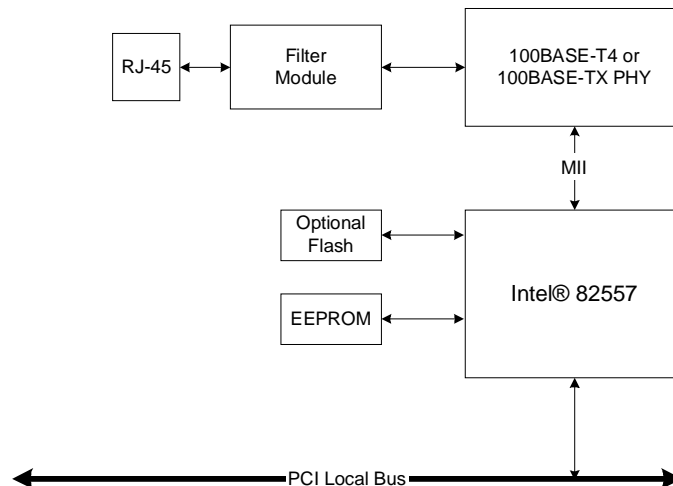 RJ-45
Filter
Module
100BASE-T4 or
100BASE-TX PHY
MII
Optional
Flash
Intel® 82557
EEPROM
PCI Local Bus